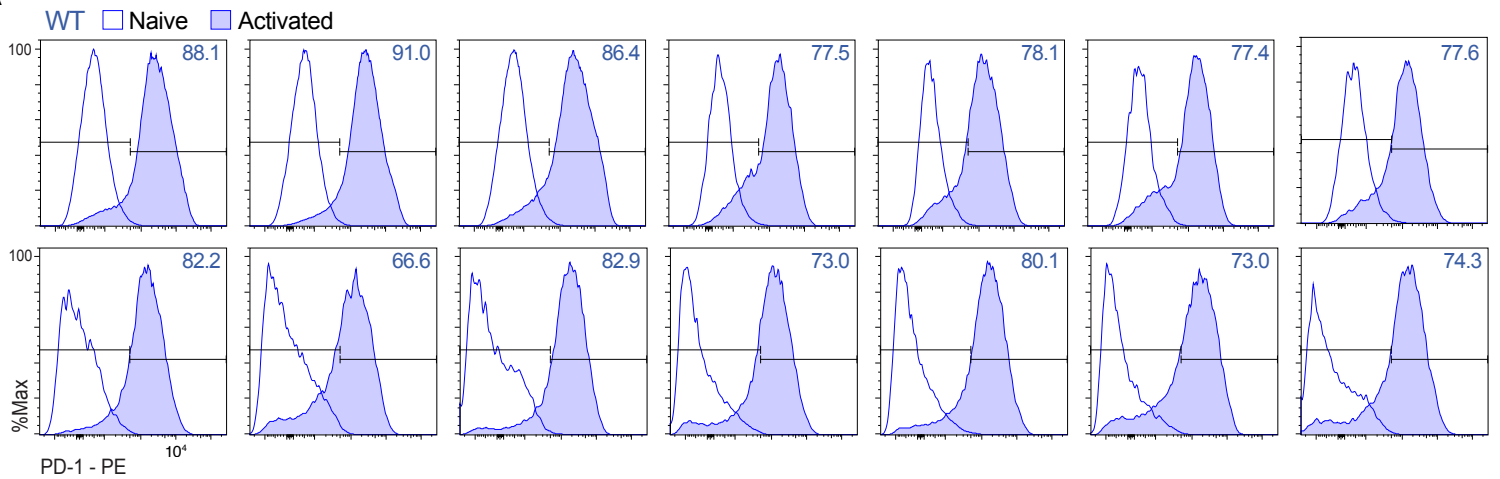 WT Naive Activated
100 88.1 91.0 86.4 77.5 78.1 77.4 77.6
100 82.2 66.6 82.9 73.0 80.1 73.0 74.3
%Max
10⁴
PD-1 - PE